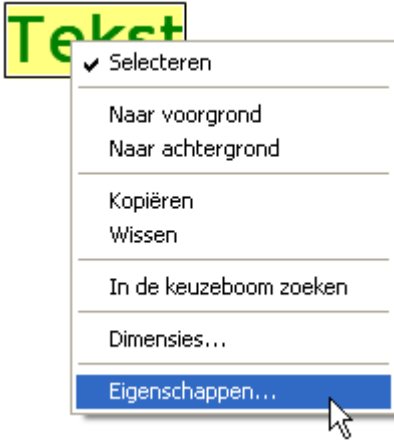 Tekst
Selecteren
Naar voorgrond
Naar achtergrond
Kopiëren
Wissen
In de keuzeboom zoeken
Dimensies...
Eigenschappen...